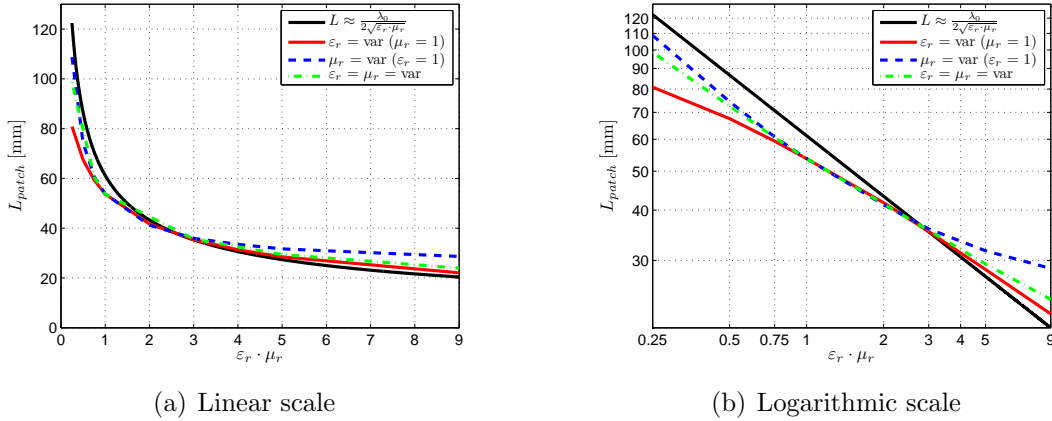 120
100
80
60
40
20
0
L_patch [mm]
0 1 2 3 4 5 6 7 8 9
ε_r · μ_r
L ≈ λ_0 / 2√(ε_r·μ_r)
ε_r = var (μ_r = 1)
μ_r = var (ε_r = 1)
ε_r = μ_r = var
(a) Linear scale
120
110
100
90
80
70
60
50
40
30
L_patch [mm]
0.25 0.5 0.75 1 2 3 4 5 9
ε_r · μ_r
L ≈ λ_0 / 2√(ε_r·μ_r)
ε_r = var (μ_r = 1)
μ_r = var (ε_r = 1)
ε_r = μ_r = var
(b) Logarithmic scale